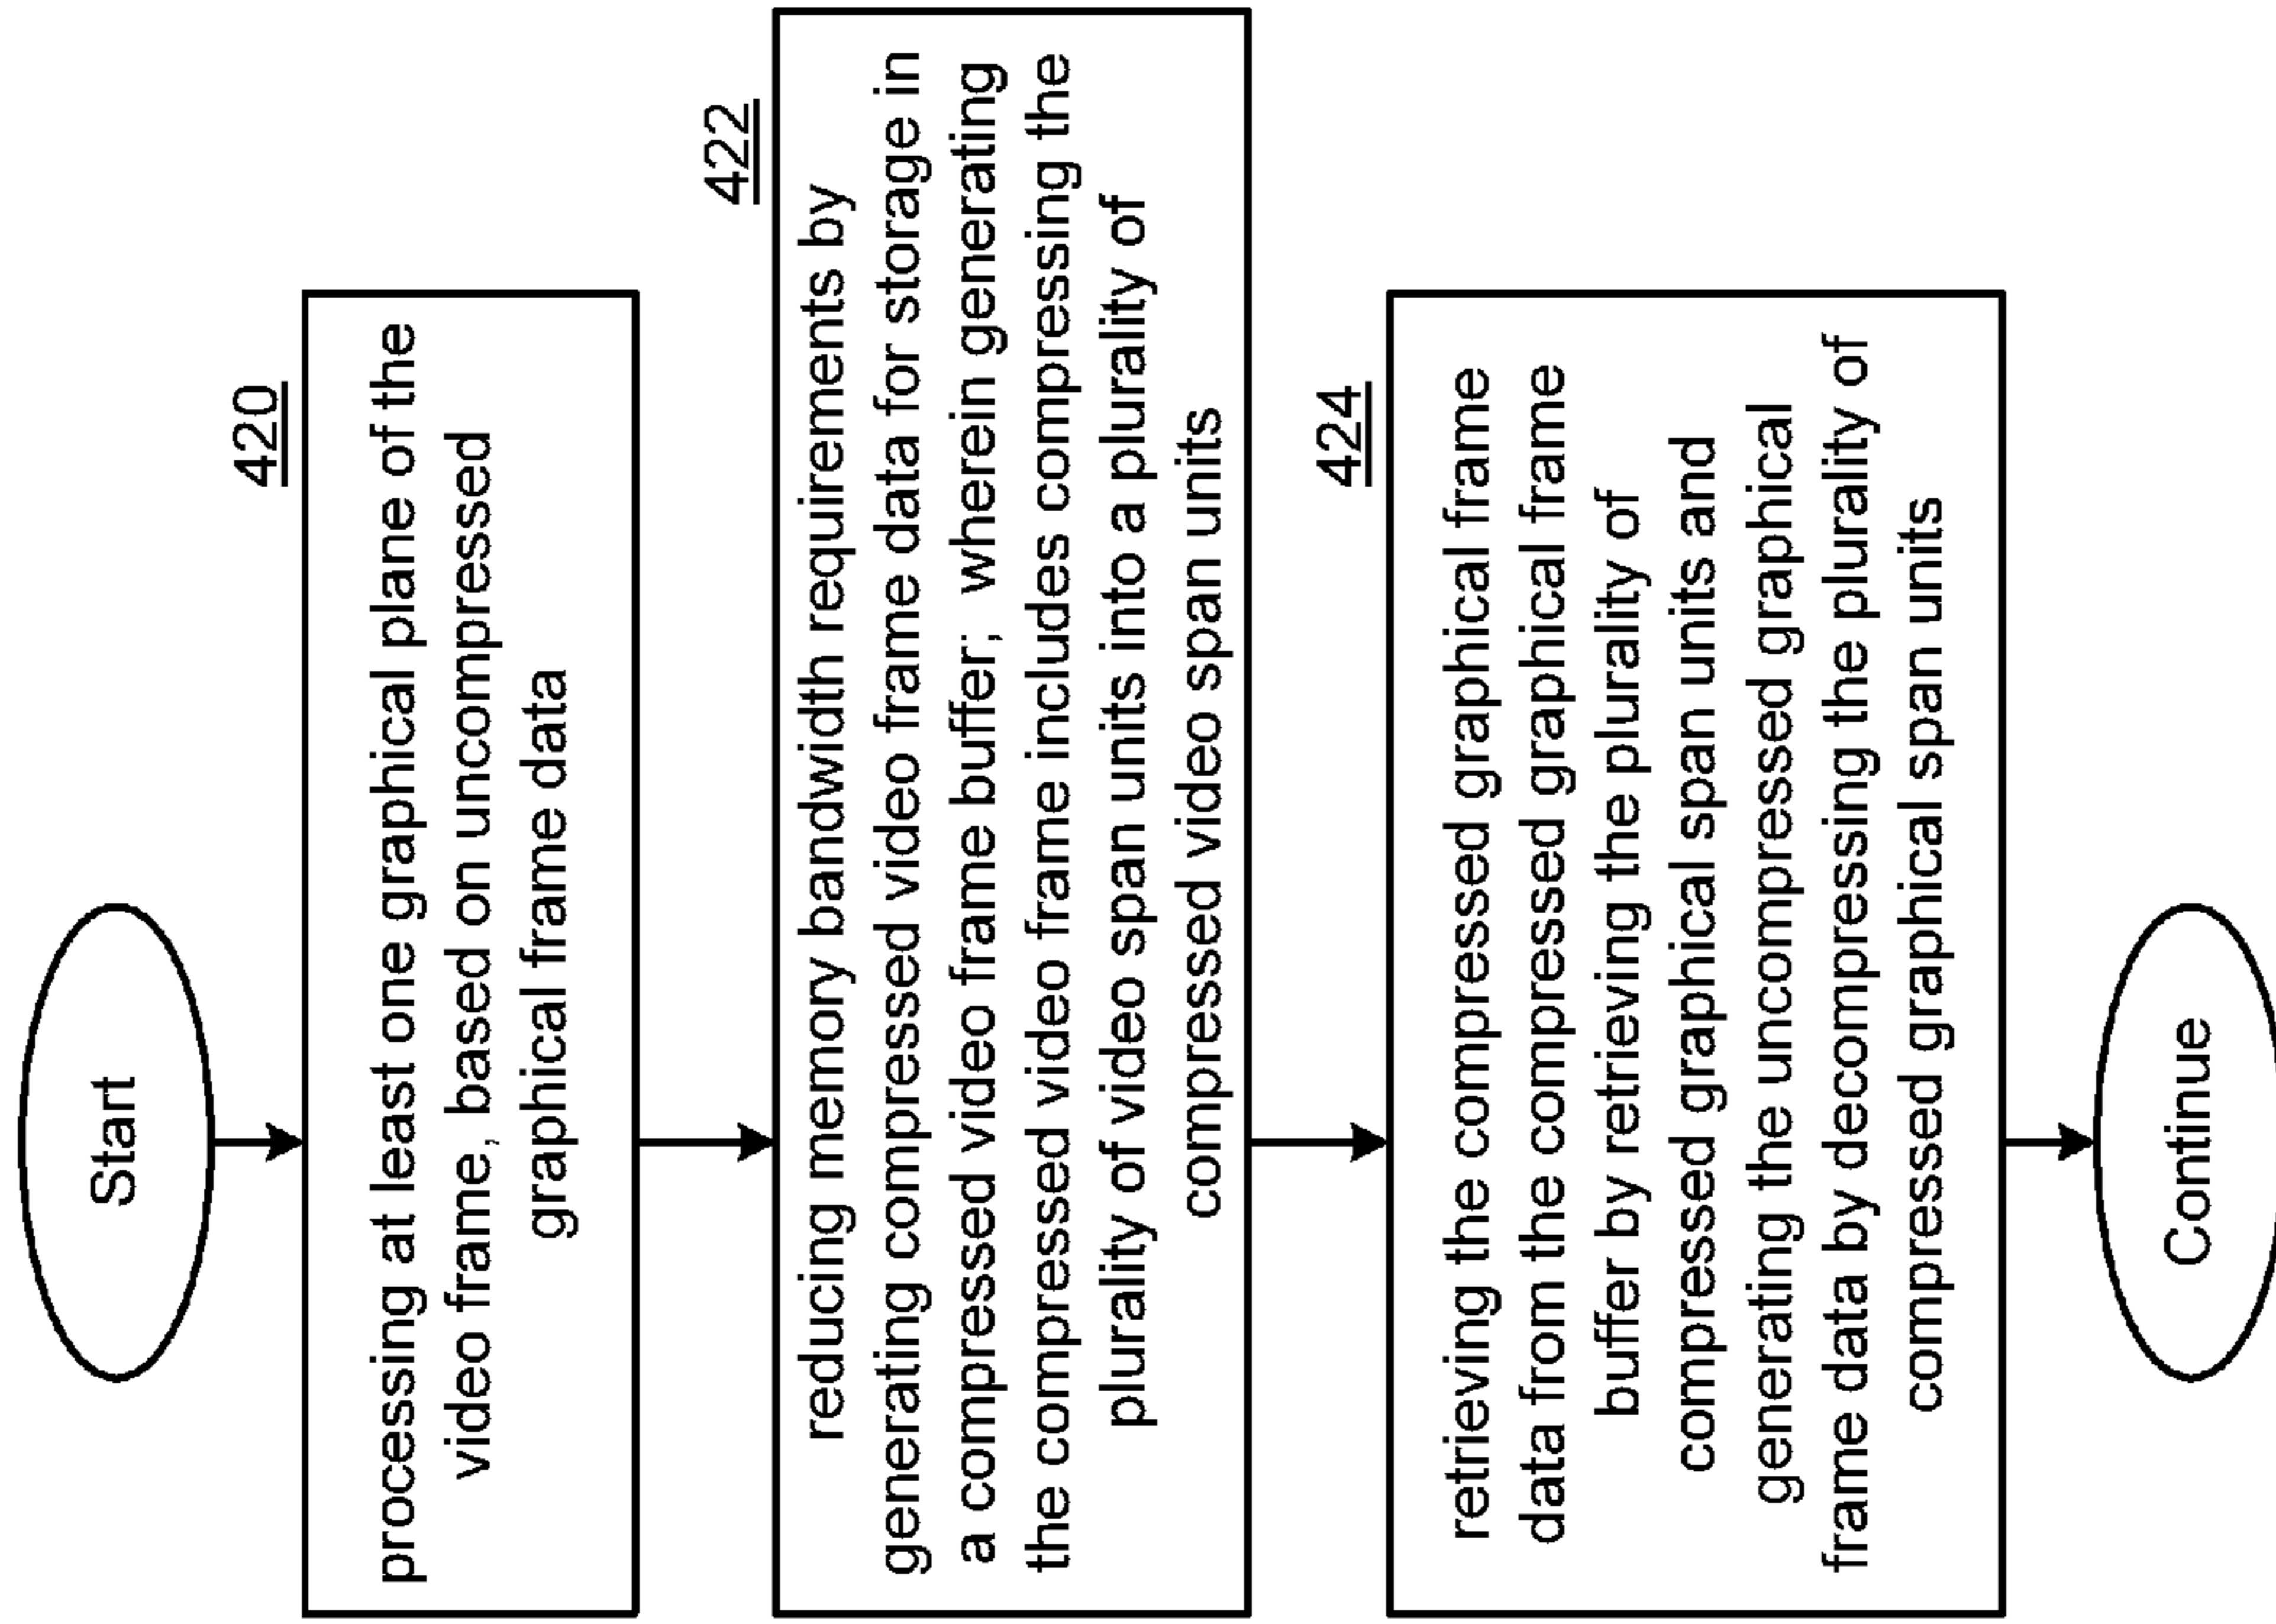 Start
420
processing at least one graphical plane of the
video frame, based on uncompressed
graphical frame data
422
reducing memory bandwidth requirements by
generating compressed video frame data for storage in
a compressed video frame buffer; wherein generating
the compressed video frame includes compressing the
plurality of video span units into a plurality of
compressed video span units
424
retrieving the compressed graphical frame
data from the compressed graphical frame
buffer by retrieving the plurality of
compressed graphical span units and
generating the uncompressed graphical
frame data by decompressing the plurality of
compressed graphical span units
Continue